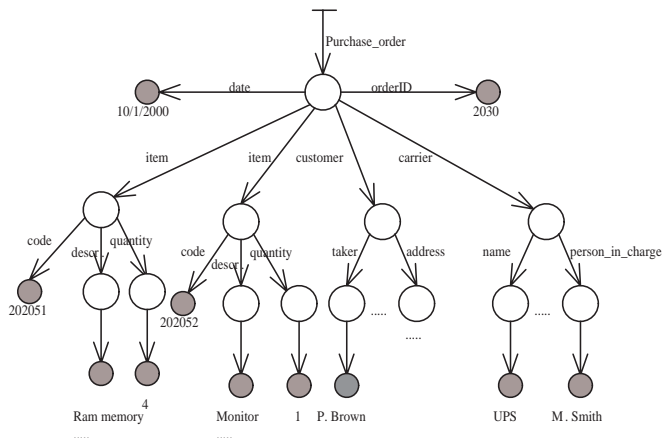 Purchase_order
date
orderID
10/1/2000
2030
item
item
customer
carrier
code
descr.
quantity
code
descr.
quantity
taker
address
name
person_in_charge
202051
202052
.....
.....
.....
4
Ram memory
Monitor
1
P. Brown
UPS
M . Smith
.....
.....